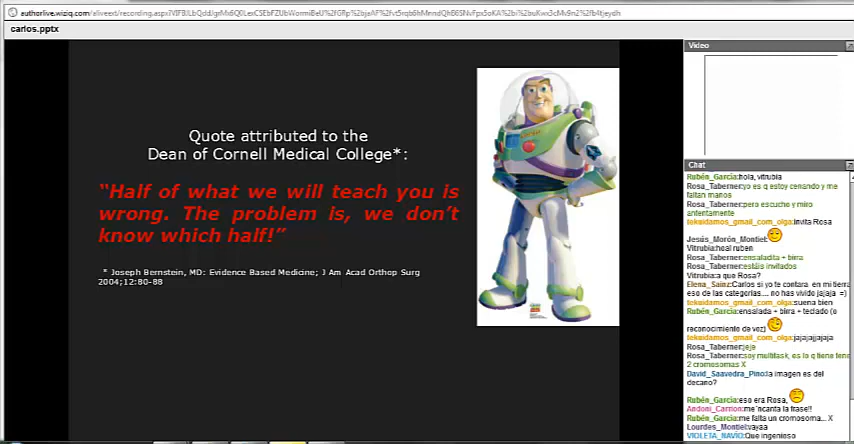 authorlive.wiziq.com/aliveext/recording.aspx?
carlos.pptx
Quote attributed to the
Dean of Cornell Medical College*:
“Half of what we will teach you is
wrong. The problem is, we don’t
know which half!”
* Joseph Bernstein, MD: Evidence Based Medicine; J Am Acad Orthop Surg
2004;12:80-88
Video
Chat
Rubén_García:hola, vitrubia
Rosa_Taberner:yo es q estoy cenando y me
faltan manos
Rosa_Taberner:pero escucho y miro
antentamente
tekuidamos_gmail_com_olga:invita Rosa
Jesús_Morón_Montiel:
Vitrubia:hoal ruben
Rosa_Taberner:ensaladita + birra
Rosa_Taberner:estáis invitados
Vitrubia:a que Rosa?
Elena_Sainz:Carlos si yo te contara en mi tierra
eso de las categorías.... no has vivido jajaja =)
tekuidamos_gmail_com_olga:suena bien
Rubén_García:ensalada + birra + teclado (o
reconocimiento de voz)
tekuidamos_gmail_com_olga:jajajajjajaja
Rosa_Taberner:jeje
Rosa_Taberner:soy multitask, es lo q tiene tene
2 cromosomas X
David_Saavedra_Pino:la imagen es del
decano?
Rubén_García:eso era Rosa,
Andoni_Carrion:me ncanta la frase!!
Rubén_García:me falta un cromosoma... X
Lourdes_Montiel:vayaa
VIOLETA_NAVIO:Que ingenioso